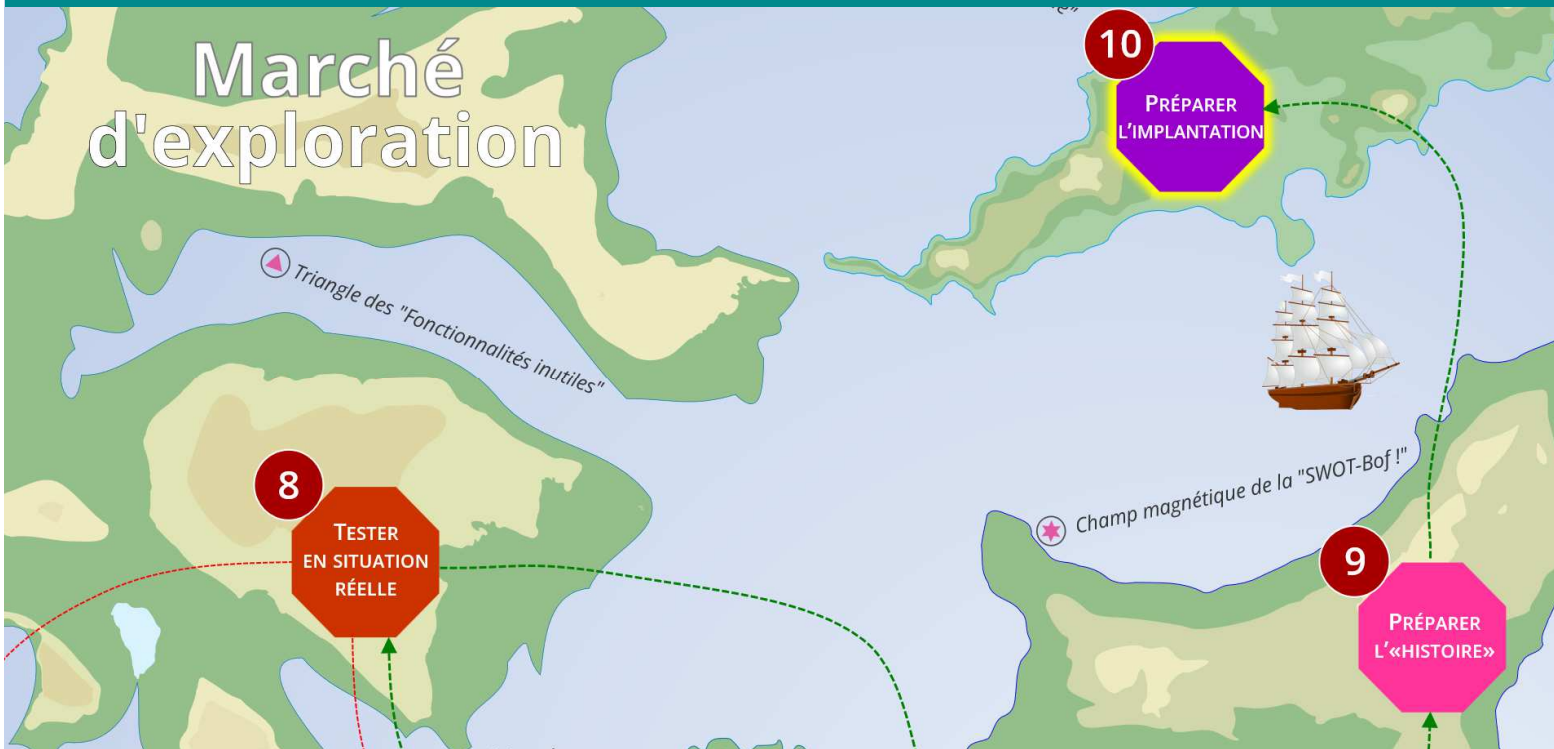 Marché
d'exploration
10
PRÉPARER
L'IMPLANTATION
Triangle des "Fonctionnalités inutiles"
Champ magnétique de la "SWOT-Bof !"
8
TESTER
EN SITUATION
RÉELLE
9
PRÉPARER
L'«HISTOIRE»